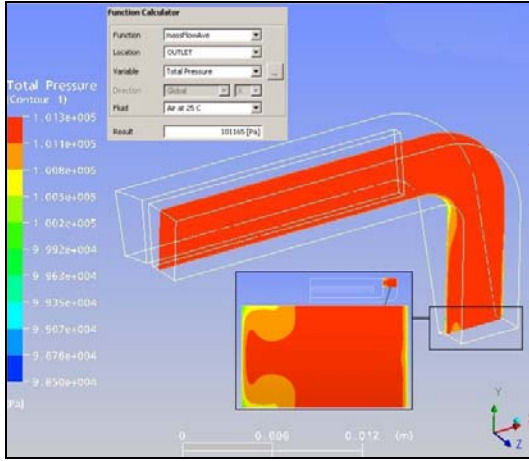 Function Calculator
Function massFlowAve
Location OUTLET
Variable Total Pressure ...
Direction Global X
Fluid Air at 25 C
Result 101165 [Pa]
Total Pressure
(Contour 1)
1.013e+005
1.011e+005
1.008e+005
1.005e+005
1.002e+005
9.992e+004
9.963e+004
9.935e+004
9.907e+004
9.878e+004
9.850e+004
[Pa]
0 0.006 0.012 (m)
Y
Z